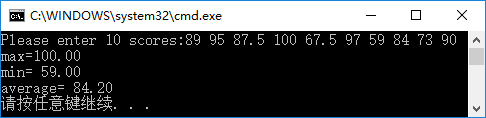 C:\WINDOWS\system32\cmd.exe
Please enter 10 scores:89 95 87.5 100 67.5 97 59 84 73 90
max=100.00
min= 59.00
average= 84.20
请按任意键继续. . .